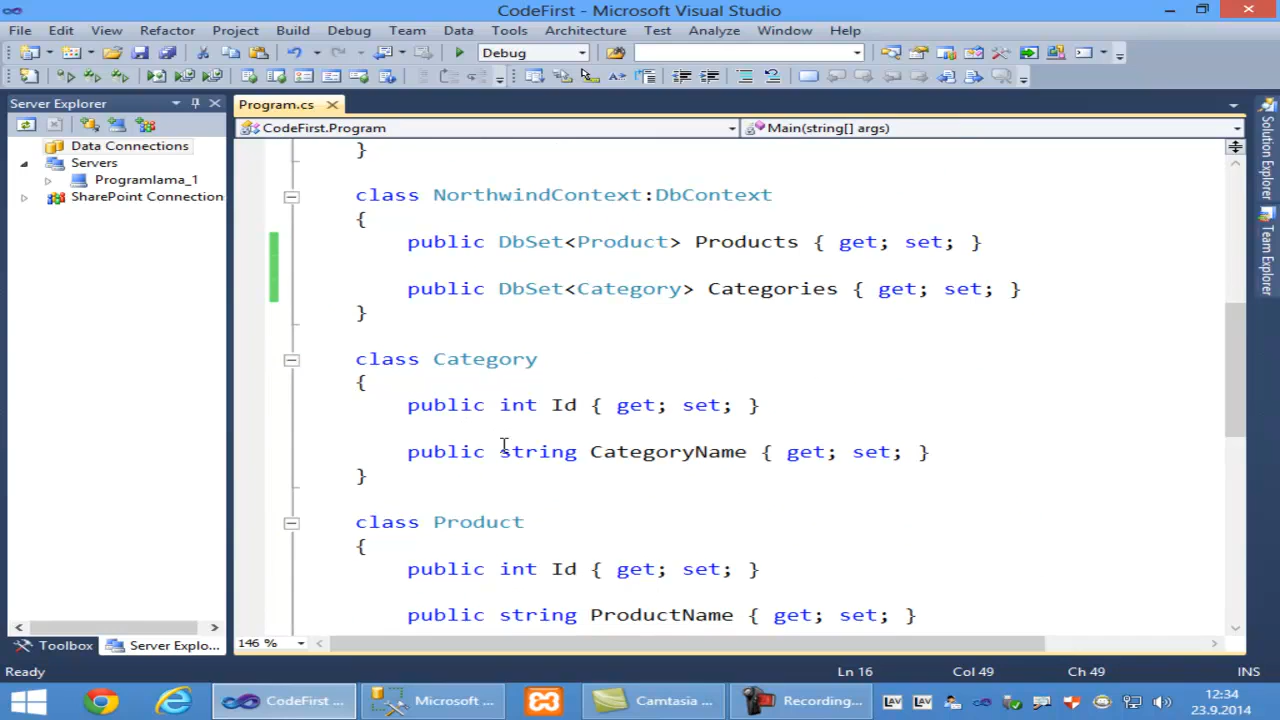 CodeFirst - Microsoft Visual Studio
File Edit View Refactor Project Build Debug Team Data Tools Architecture Test Analyze Window Help
Debug
Server Explorer
Program.cs
CodeFirst.Program
Main(string[] args)
Data Connections
Servers
Programlama_1
SharePoint Connection
}
class NorthwindContext:DbContext
{
public DbSet<Product> Products { get; set; }
public DbSet<Category> Categories { get; set; }
}
class Category
{
public int Id { get; set; }
public string CategoryName { get; set; }
}
class Product
{
public int Id { get; set; }
public string ProductName { get; set; }
Solution Explorer
Team Explorer
146 %
Toolbox
Server Explo...
Ready
Ln 16
Col 49
Ch 49
INS
CodeFirst ...
Microsoft ...
Camtasia ...
Recording...
LAV
LAV
12:34
23.9.2014